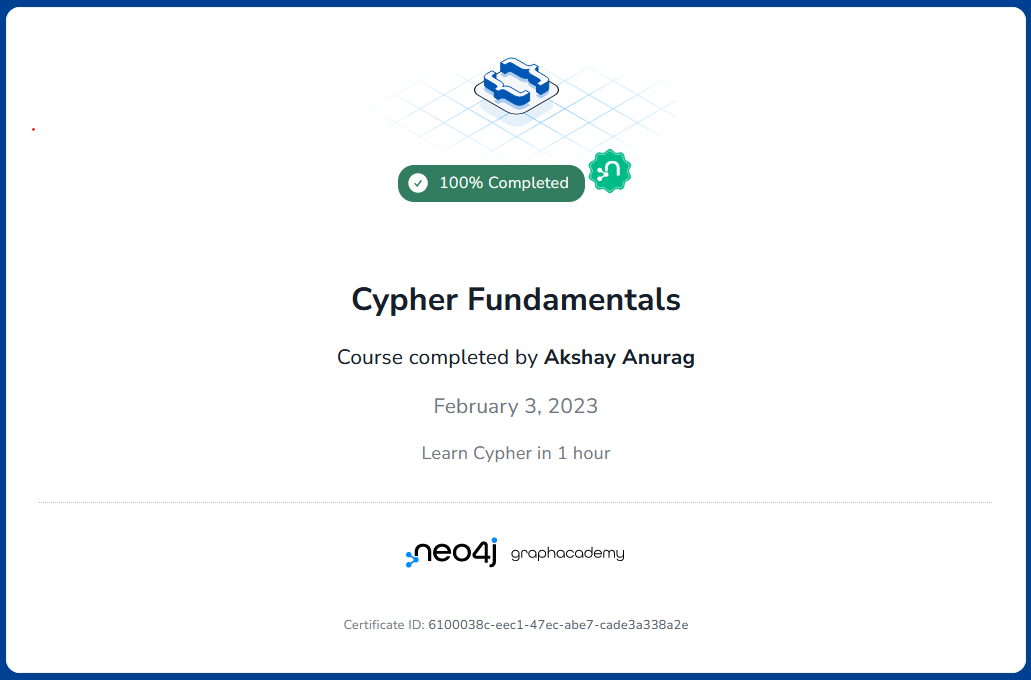 100% Completed
Cypher Fundamentals
Course completed by Akshay Anurag
February 3, 2023
Learn Cypher in 1 hour
neo4j graphacademy
Certificate ID: 6100038c-eec1-47ec-abe7-cade3a338a2e